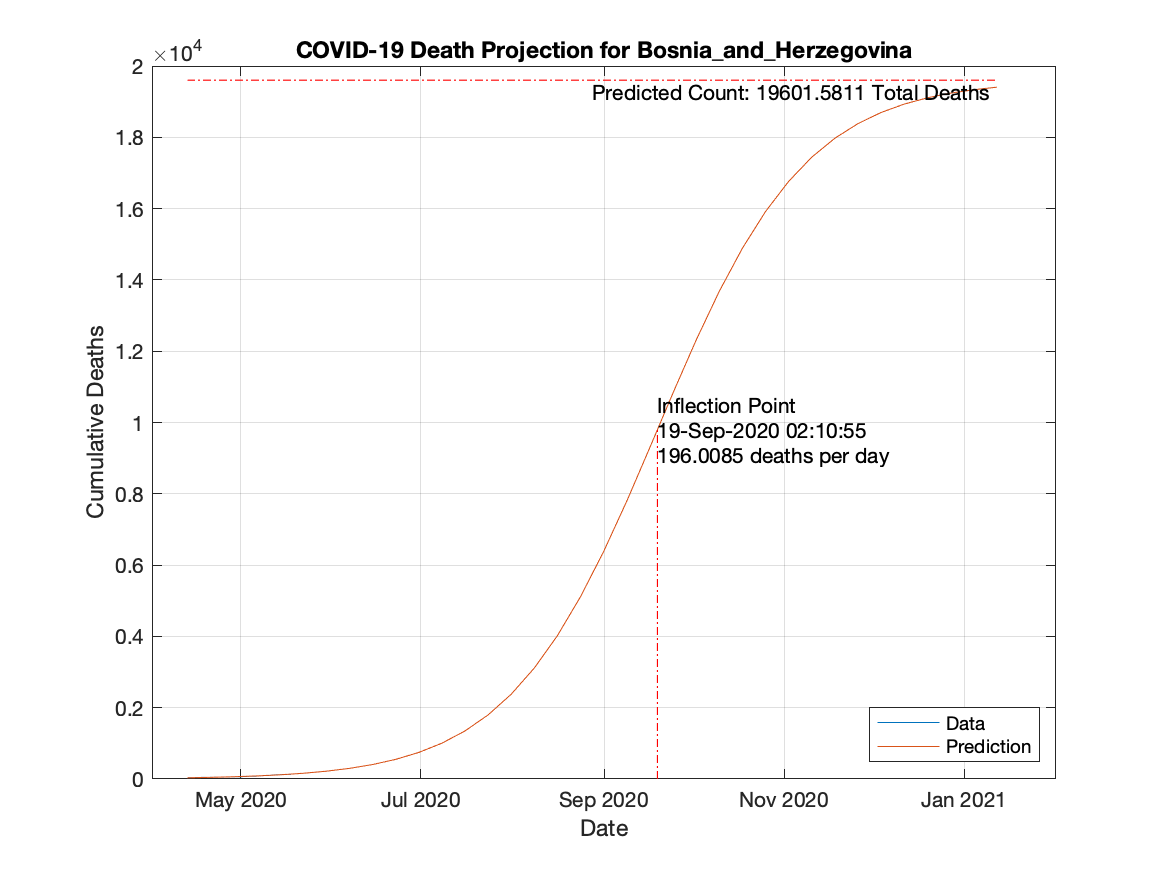 COVID-19 Death Projection for Bosnia_and_Herzegovina
×10⁴
2
Predicted Count: 19601.5811 Total Deaths
1.8
1.6
1.4
1.2
Inflection Point
1
19-Sep-2020 02:10:55
196.0085 deaths per day
0.8
0.6
0.4
0.2
0
Cumulative Deaths
Data
Prediction
May 2020
Jul 2020
Sep 2020
Nov 2020
Jan 2021
Date